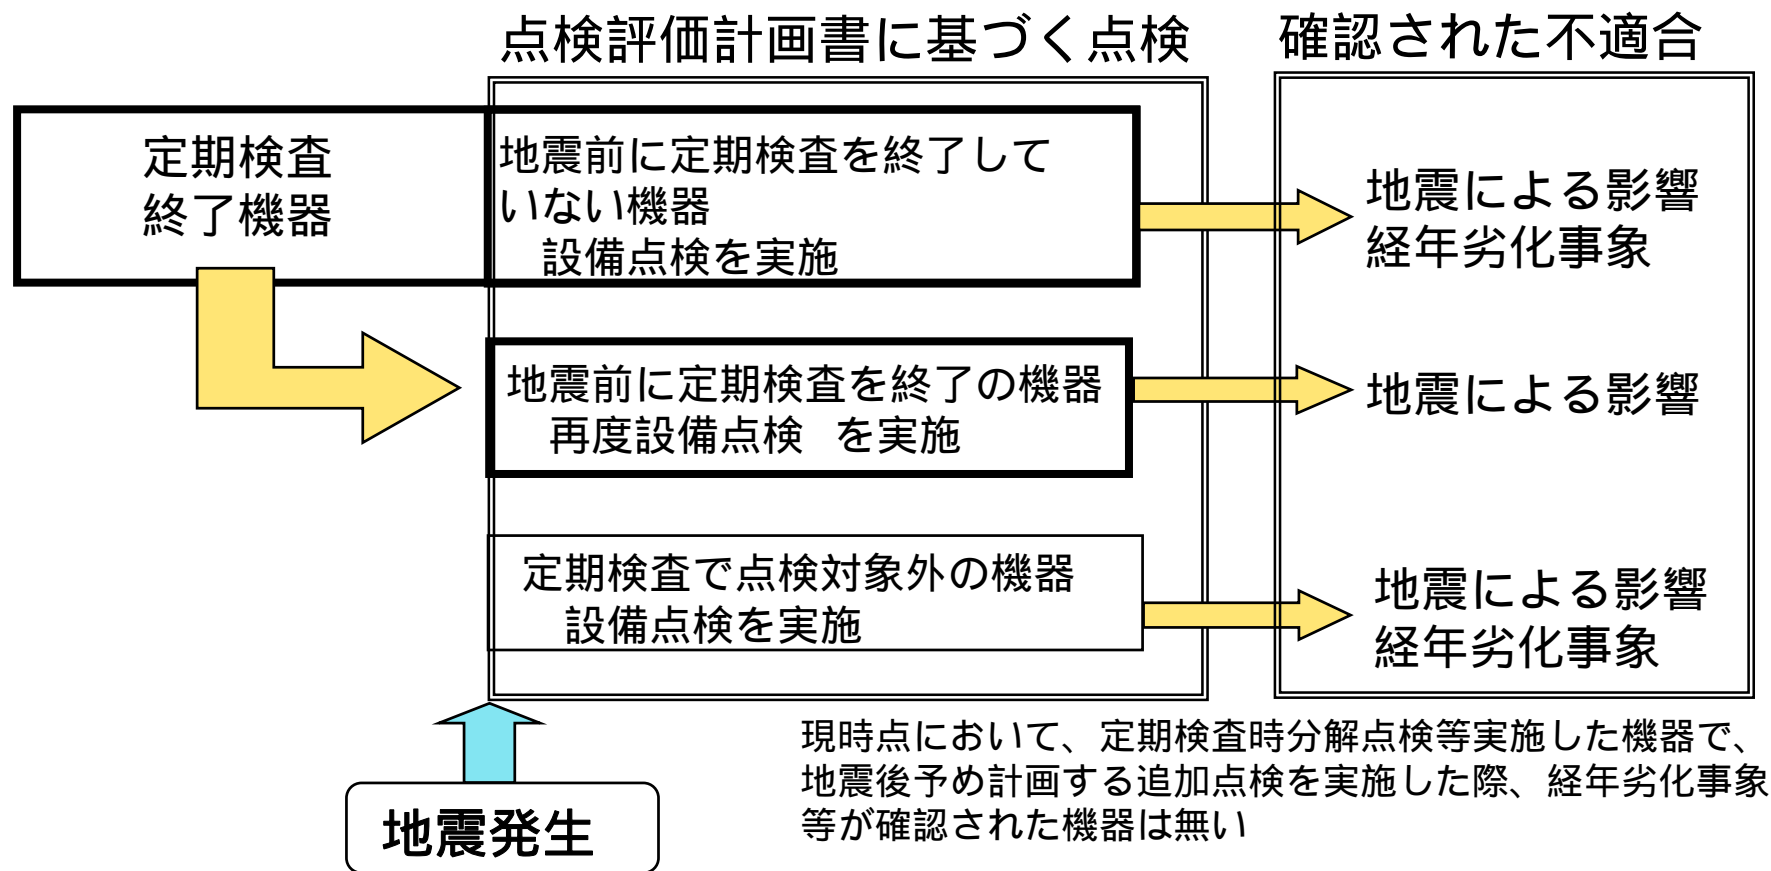 点検評価計画書に基づく点検
確認された不適合
定期検査
終了機器
地震前に定期検査を終了して
いない機器
設備点検を実施
地震による影響
経年劣化事象
地震前に定期検査を終了の機器
再度設備点検 を実施
地震による影響
定期検査で点検対象外の機器
設備点検を実施
地震による影響
経年劣化事象
地震発生
現時点において、定期検査時分解点検等実施した機器で、
地震後予め計画する追加点検を実施した際、経年劣化事象
等が確認された機器は無い